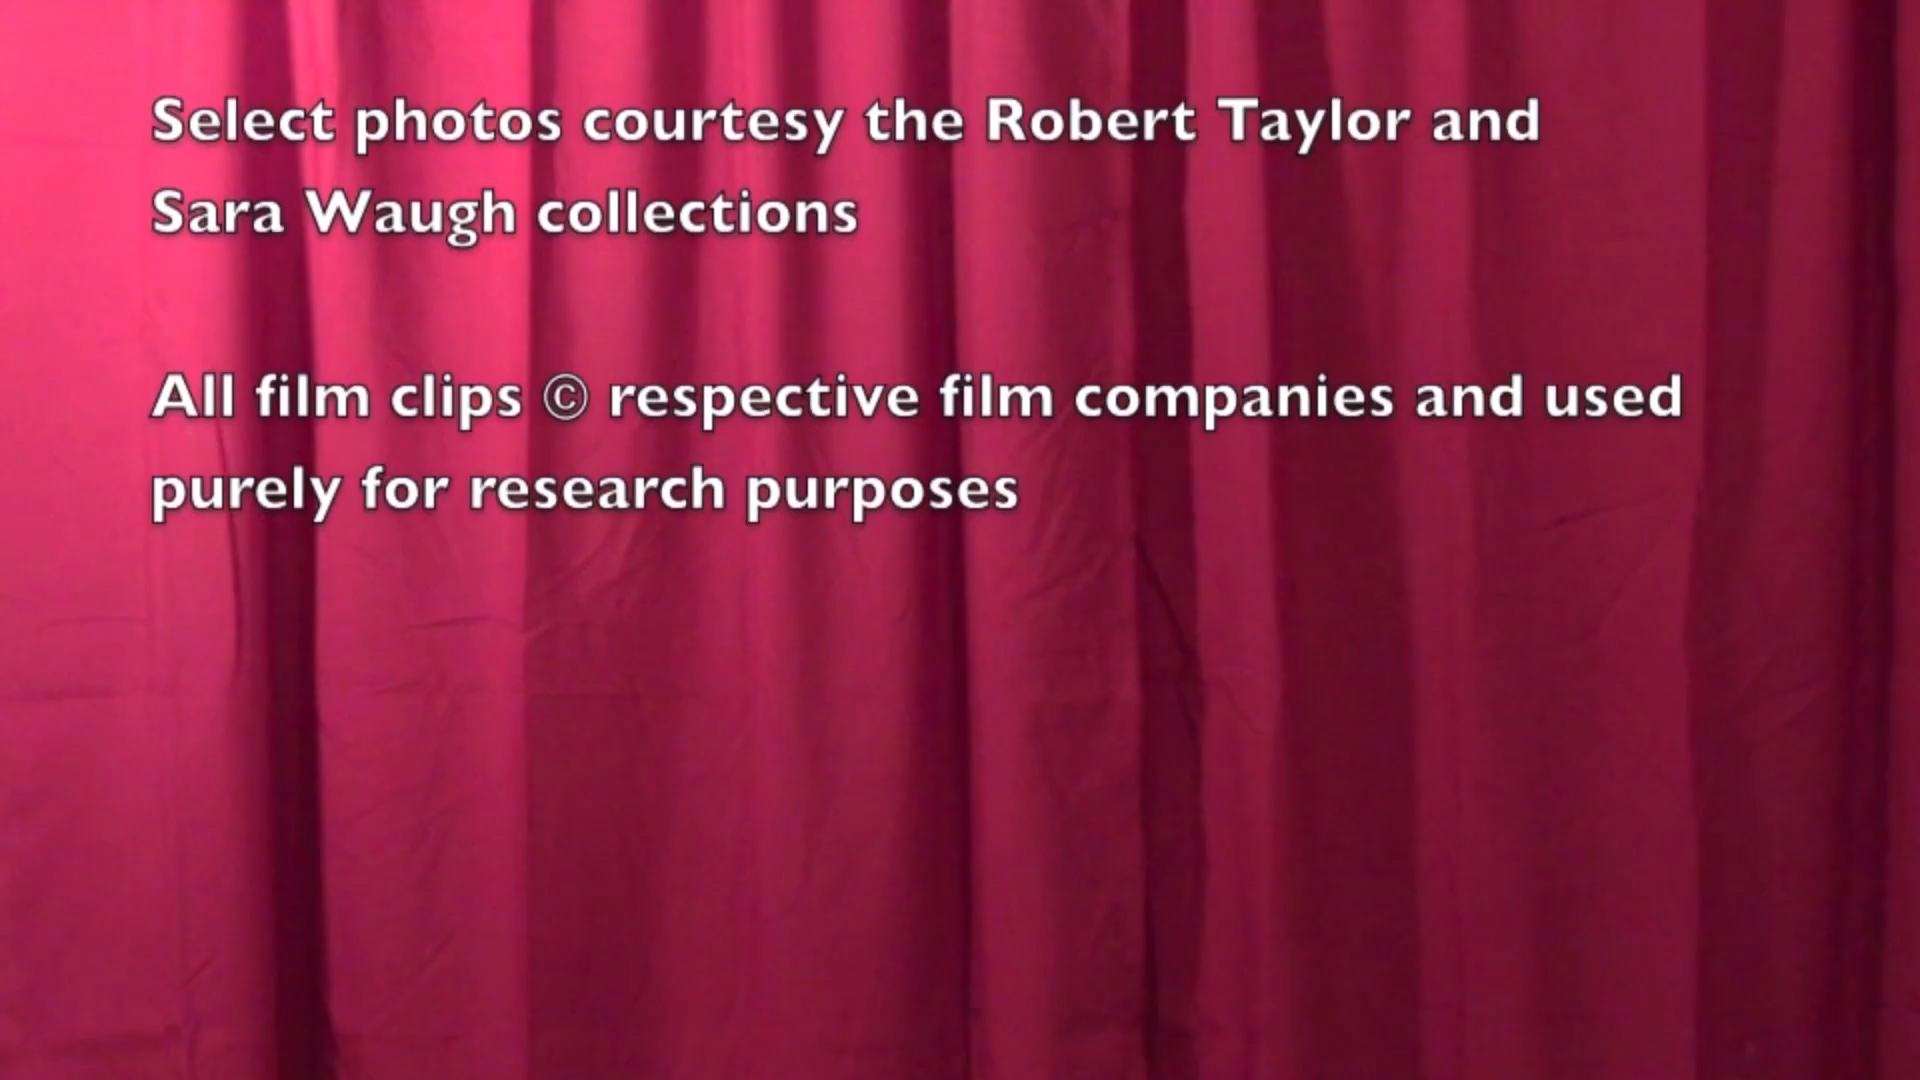 Select photos courtesy the Robert Taylor and
Sara Waugh collections
All film clips © respective film companies and used
purely for research purposes